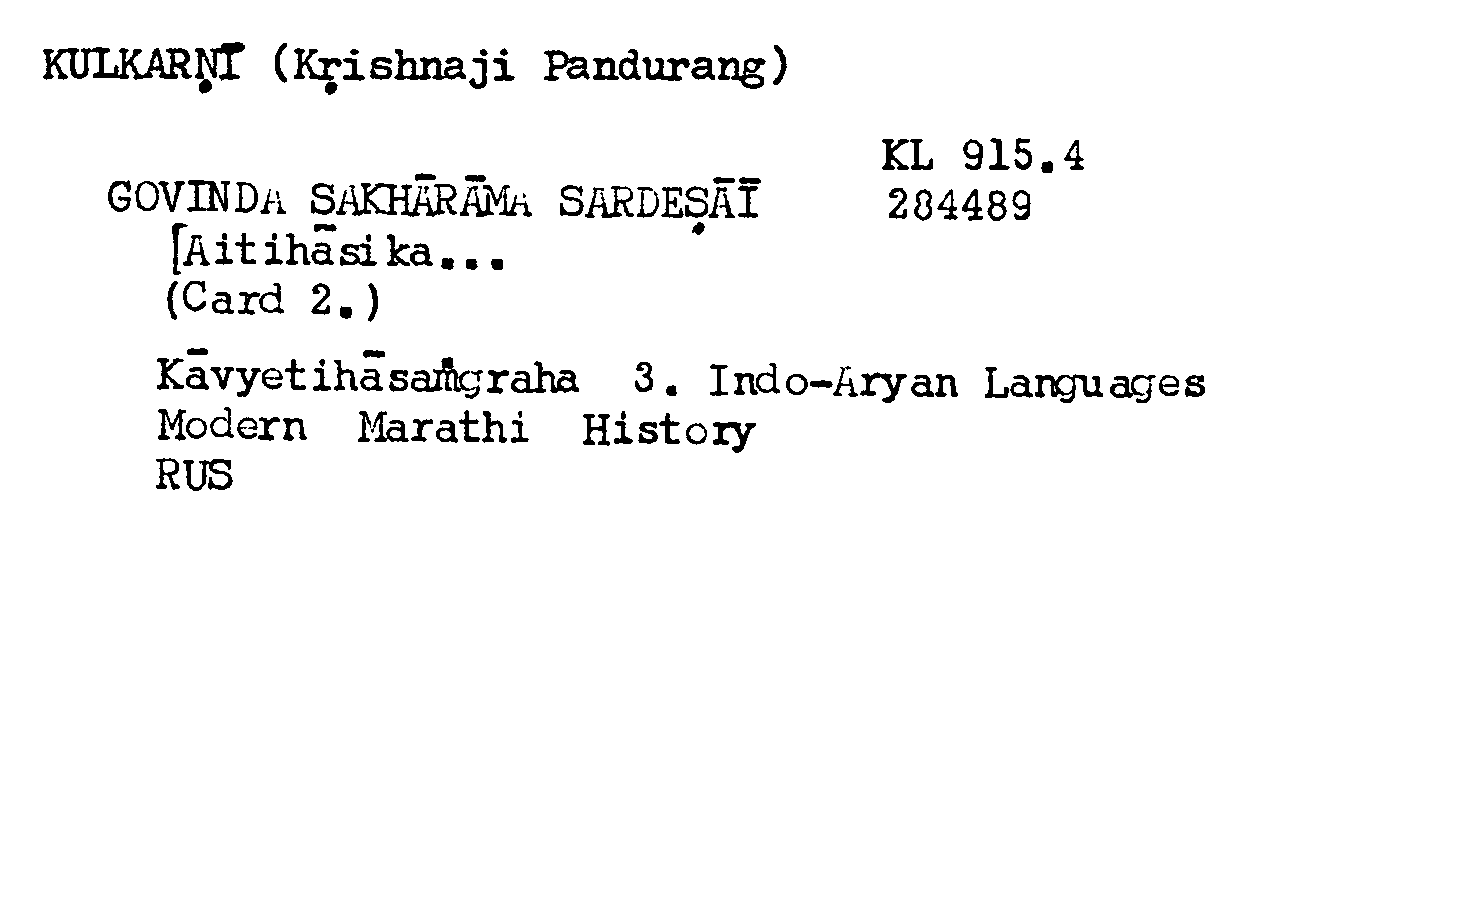 KULKARṆĪ (Kṛishnaji Pandurang)
KL 915.4
GOVINDA SAKHĀRĀMA SARDEṢĀĪ 284489
[Aitihāsika...
(Card 2.)
Kāvyetihāsaṁgraha 3. Indo-Aryan Languages
Modern Marathi History
RUS